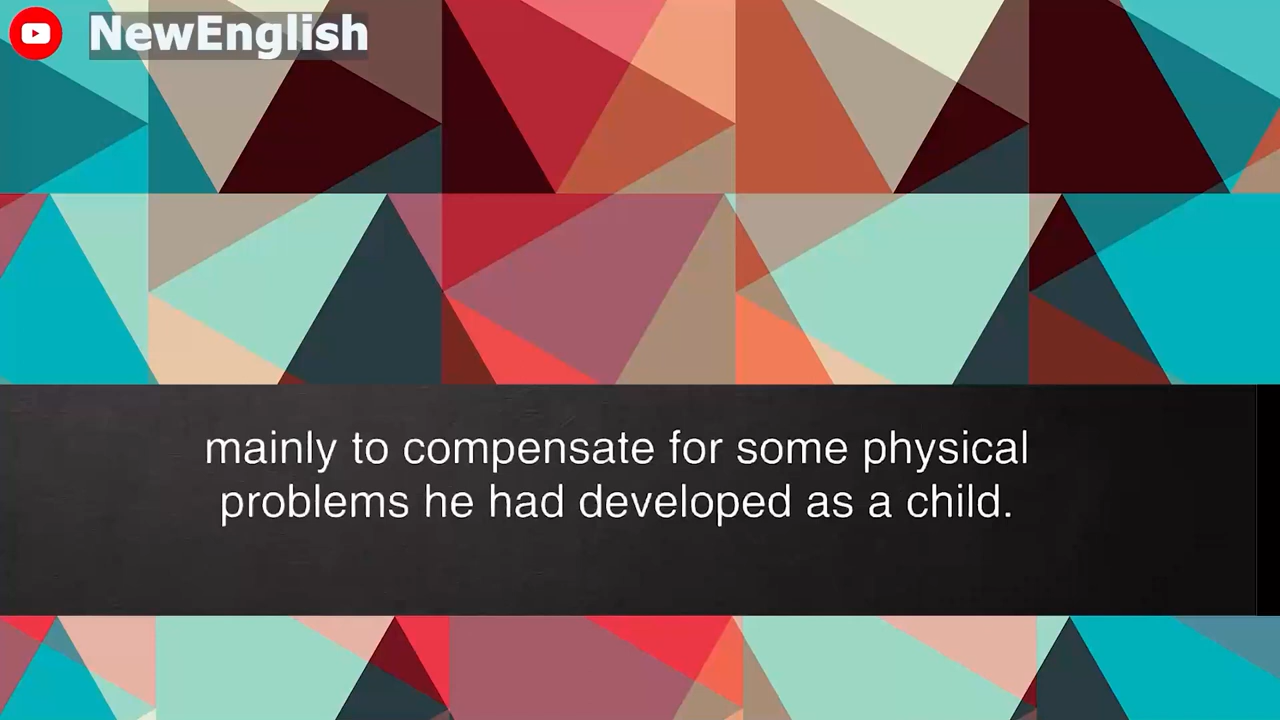 NewEnglish
mainly to compensate for some physical
problems he had developed as a child.